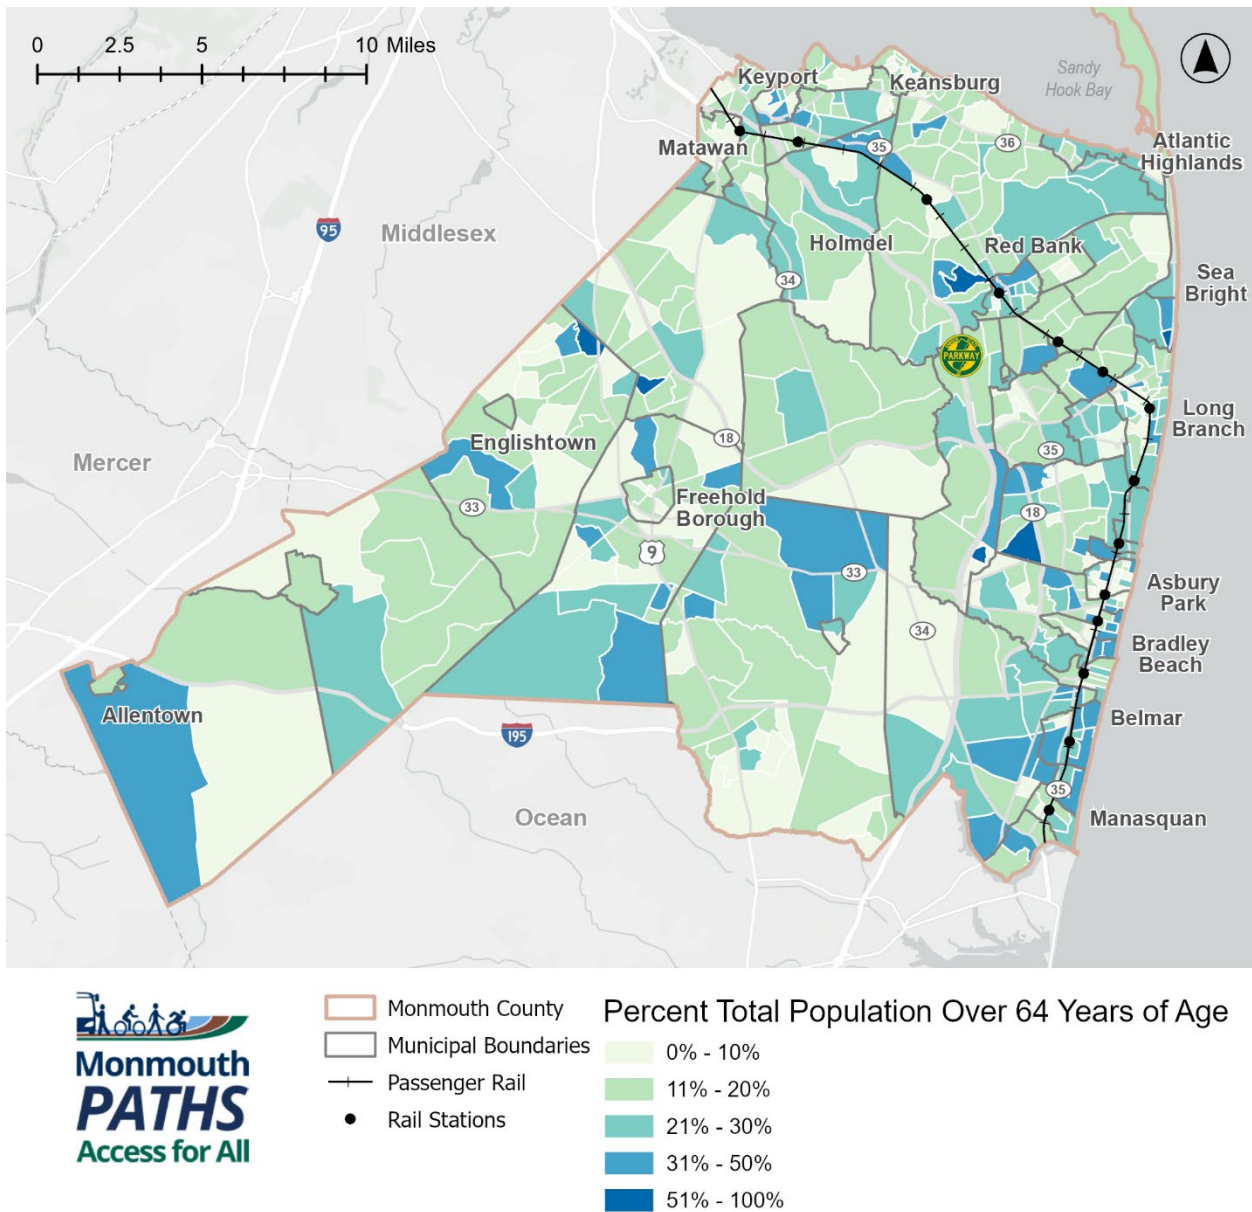 0 2.5 5 10 Miles
Keyport
Keansburg
Sandy
Hook Bay
Matawan
35
36
Atlantic
Highlands
95
Middlesex
Holmdel
Red Bank
34
Sea
Bright
PARKWAY
Englishtown
18
Long
Branch
Mercer
35
33
Freehold
Borough
18
9
33
Asbury
Park
34
Bradley
Beach
Allentown
Belmar
195
35
Ocean
Manasquan
Monmouth
PATHS
Access for All
Monmouth County
Municipal Boundaries
Passenger Rail
Rail Stations
Percent Total Population Over 64 Years of Age
0% - 10%
11% - 20%
21% - 30%
31% - 50%
51% - 100%